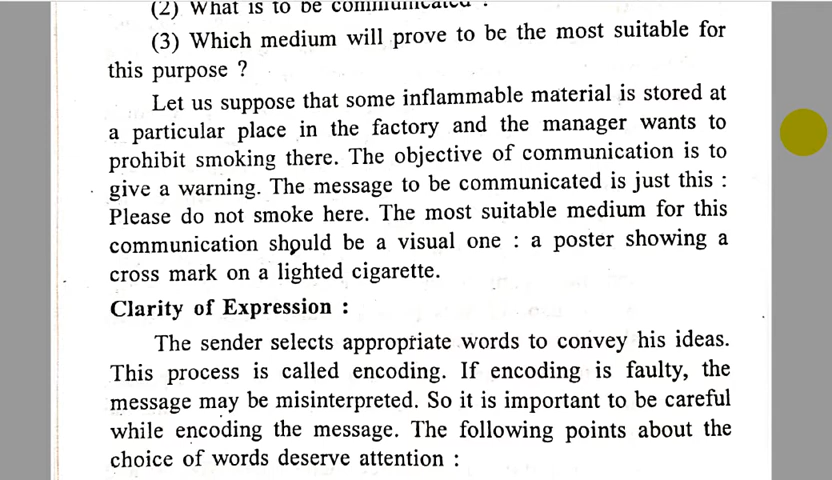 (2) What is to be communicated ?
(3) Which medium will prove to be the most suitable for
this purpose ?
Let us suppose that some inflammable material is stored at
a particular place in the factory and the manager wants to
prohibit smoking there. The objective of communication is to
give a warning. The message to be communicated is just this :
Please do not smoke here. The most suitable medium for this
communication should be a visual one : a poster showing a
cross mark on a lighted cigarette.
Clarity of Expression :
The sender selects appropriate words to convey his ideas.
This process is called encoding. If encoding is faulty, the
message may be misinterpreted. So it is important to be careful
while encoding the message. The following points about the
choice of words deserve attention :